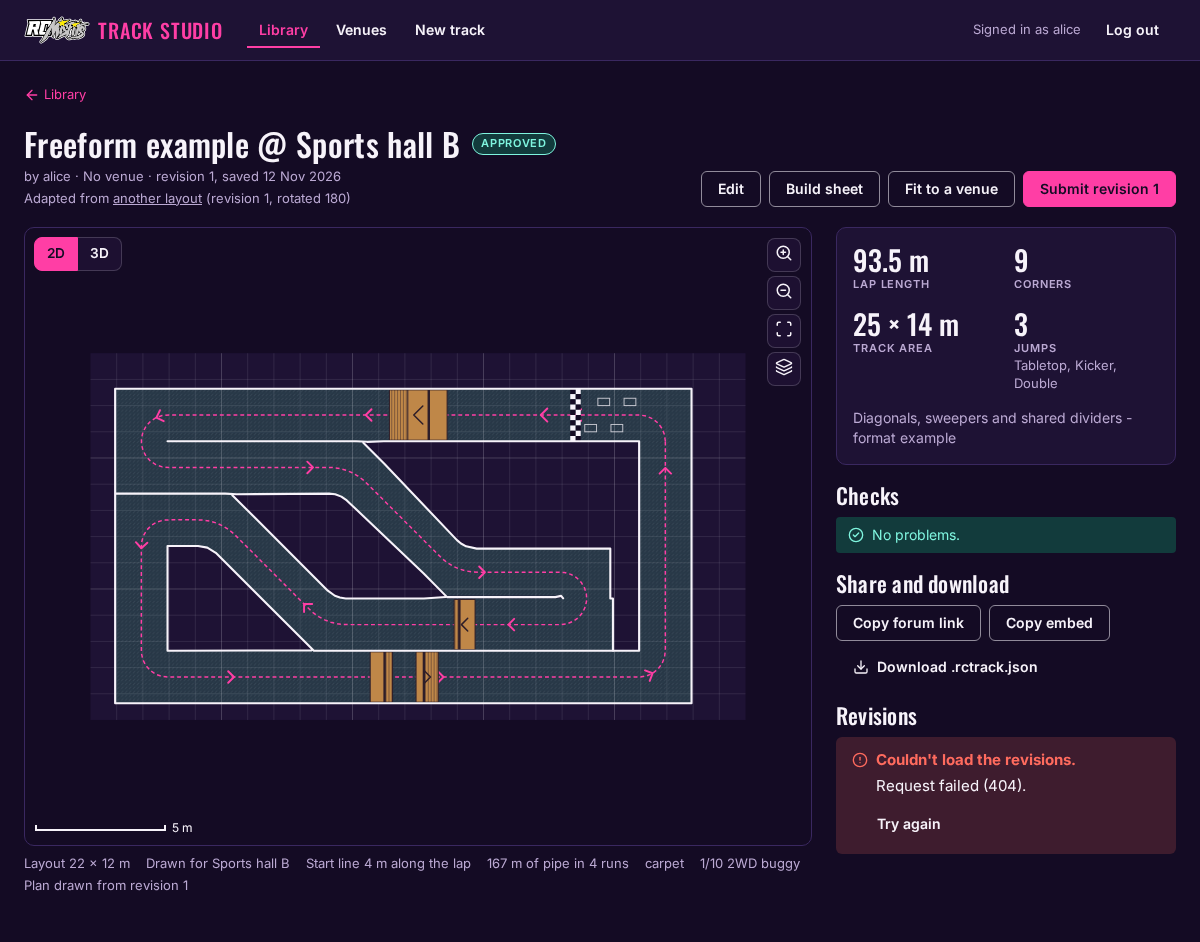 RC
TRACK STUDIO
Library
Venues
New track
Signed in as alice
Log out
Library
Freeform example @ Sports hall B
APPROVED
by alice · No venue · revision 1, saved 12 Nov 2026
Adapted from another layout (revision 1, rotated 180)
Edit
Build sheet
Fit to a venue
Submit revision 1
2D
3D
5 m
Layout 22 × 12 m
Drawn for Sports hall B
Start line 4 m along the lap
167 m of pipe in 4 runs
carpet
1/10 2WD buggy
Plan drawn from revision 1
93.5 m
LAP LENGTH
9
CORNERS
25 × 14 m
TRACK AREA
3
JUMPS
Tabletop, Kicker,
Double
Diagonals, sweepers and shared dividers -
format example
Checks
No problems.
Share and download
Copy forum link
Copy embed
Download .rctrack.json
Revisions
Couldn't load the revisions.
Request failed (404).
Try again